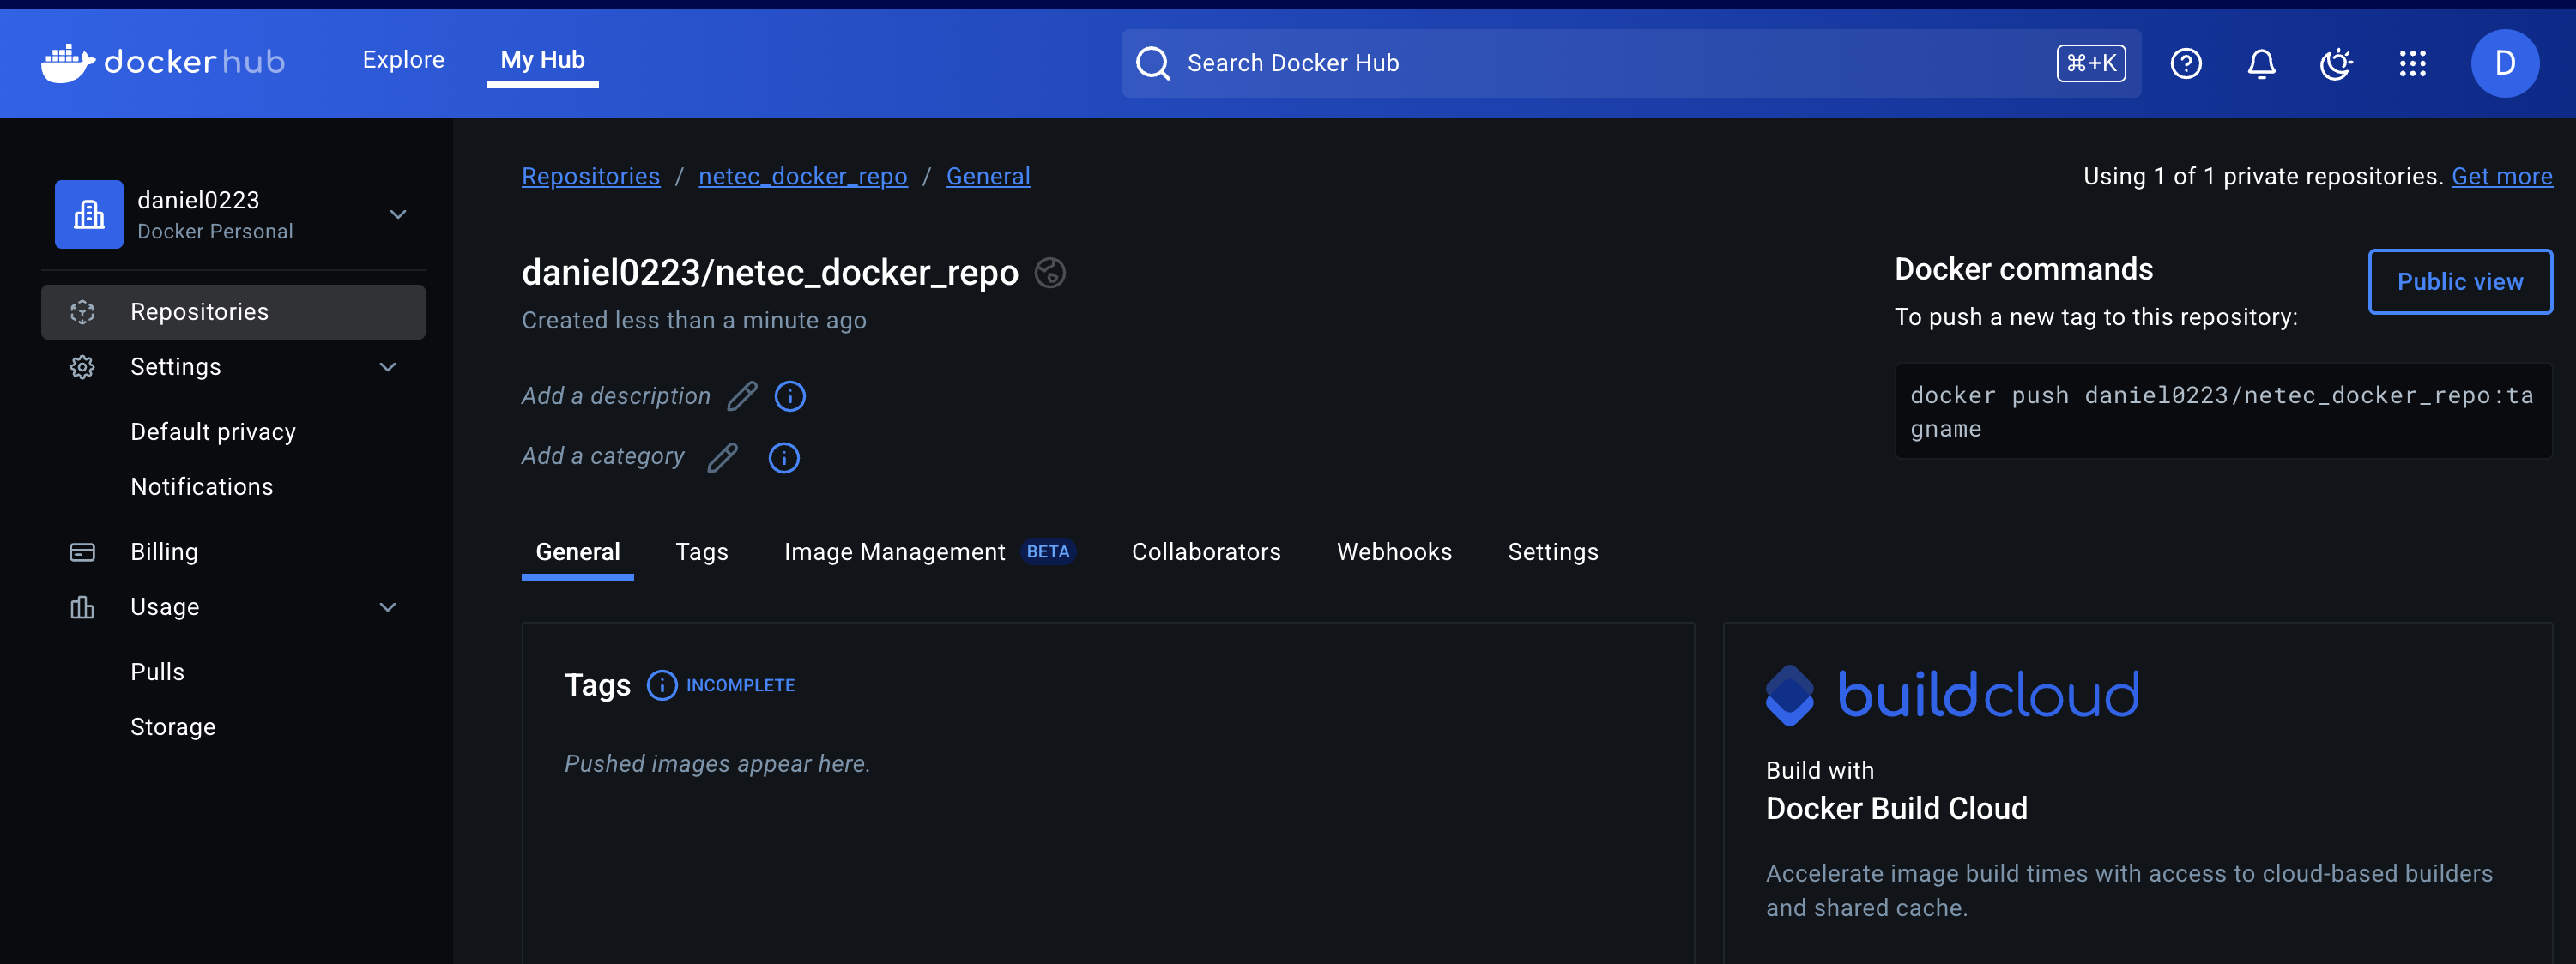 dockerhub
Explore
My Hub
Search Docker Hub
⌘+K
D
daniel0223
Docker Personal
Repositories
Settings
Default privacy
Notifications
Billing
Usage
Pulls
Storage
Repositories / netec_docker_repo / General
Using 1 of 1 private repositories. Get more
daniel0223/netec_docker_repo
Created less than a minute ago
Add a description
Add a category
Docker commands
Public view
To push a new tag to this repository:
docker push daniel0223/netec_docker_repo:ta
gname
General
Tags
Image Management BETA
Collaborators
Webhooks
Settings
Tags INCOMPLETE
Pushed images appear here.
buildcloud
Build with
Docker Build Cloud
Accelerate image build times with access to cloud-based builders
and shared cache.